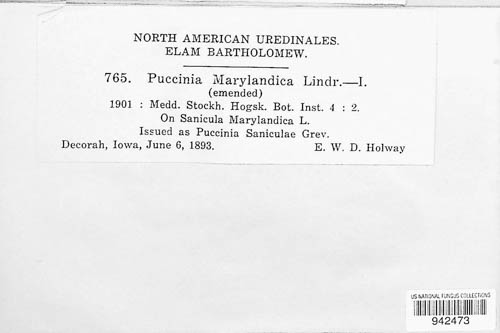 NORTH AMERICAN UREDINALES.
ELAM BARTHOLOMEW.
765. Puccinia Marylandica Lindr.—I.
(emended)
1901 : Medd. Stockh. Hogsk. Bot. Inst. 4 : 2.
On Sanicula Marylandica L.
Issued as Puccinia Saniculae Grev.
Decorah, Iowa, June 6, 1893. E. W. D. Holway
US NATIONAL FUNGUS COLLECTIONS
942473